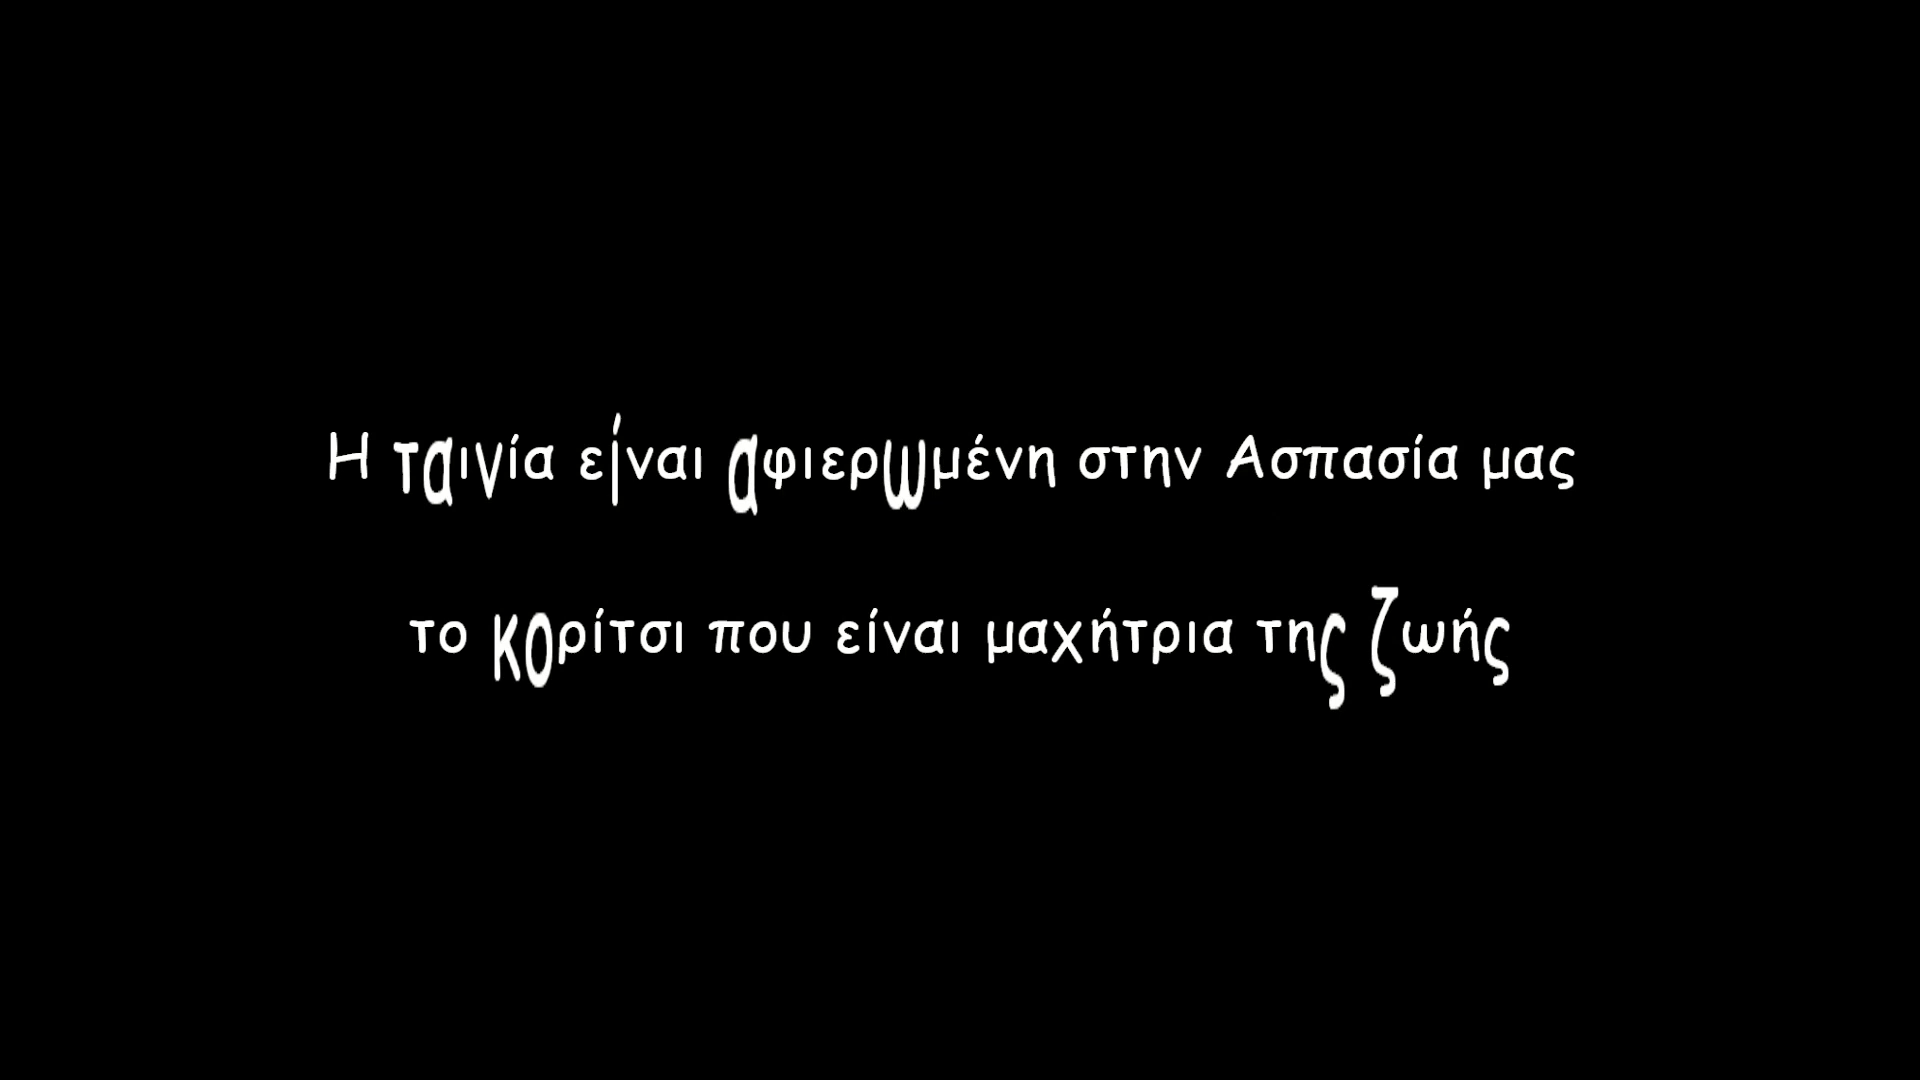 Η ταινία είναι αφιερωμένη στην Ασπασία μας
το κορίτσι που είναι μαχήτρια της ζωής